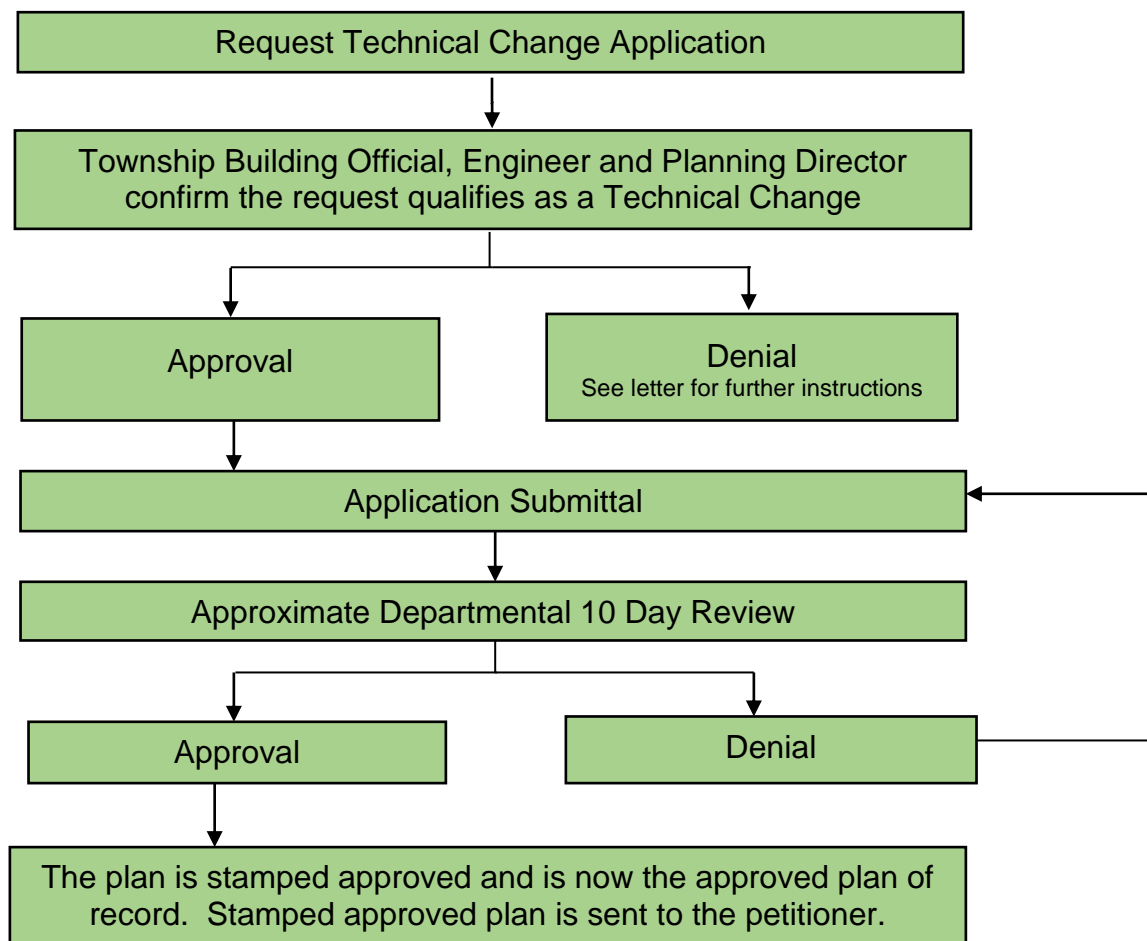 Request Technical Change Application
Township Building Official, Engineer and Planning Director
confirm the request qualifies as a Technical Change
Approval
Denial
See letter for further instructions
Application Submittal
Approximate Departmental 10 Day Review
Approval
Denial
The plan is stamped approved and is now the approved plan of
record.  Stamped approved plan is sent to the petitioner.